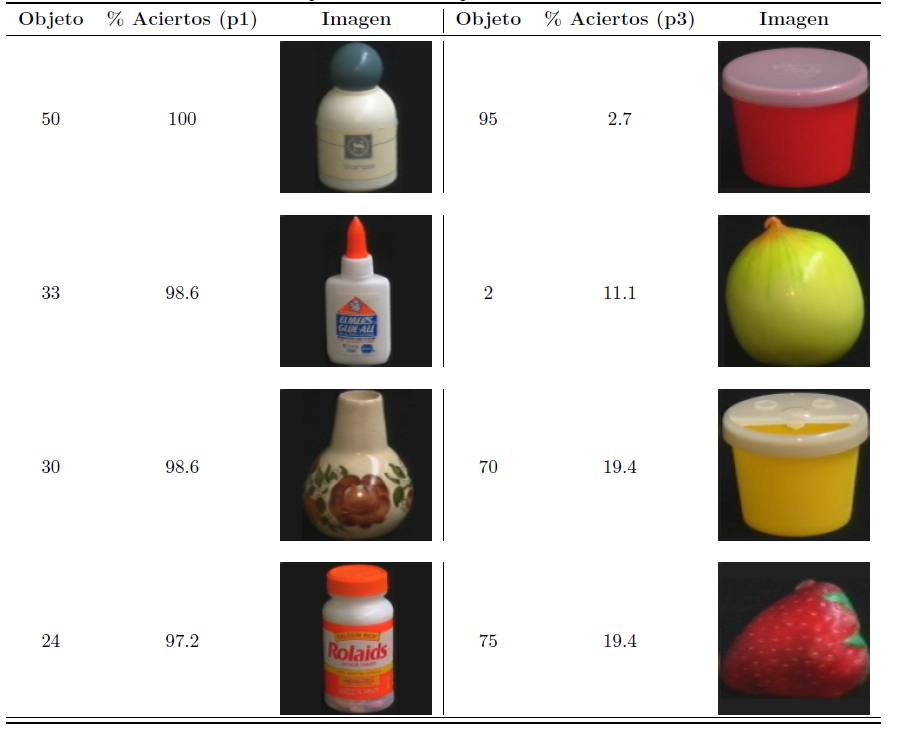 Objeto % Aciertos (p1) Imagen Objeto % Aciertos (p3) Imagen
50 100 95 2.7
Shampoo
33 98.6 2 11.1
ELMER'S
GLUE-ALL
30 98.6 70 19.4
24 97.2 75 19.4
Rolaids